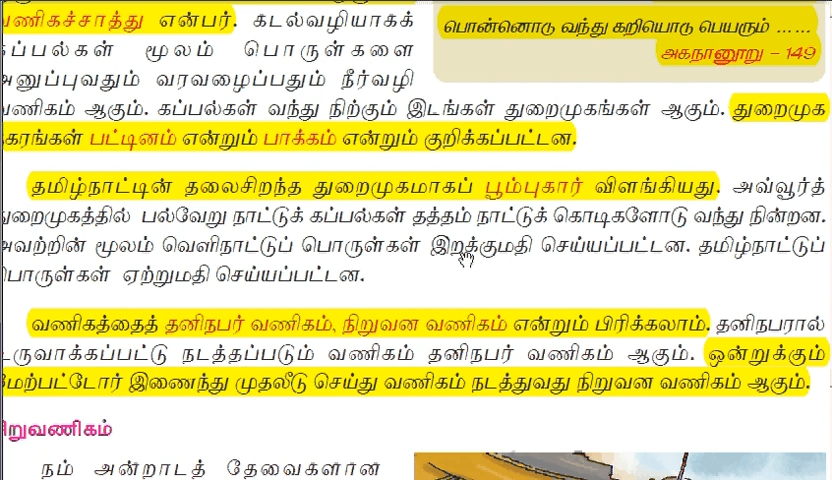 வணிகச்சாத்து என்பர். கடல்வழியாகக்
கப்பல்கள் மூலம் பொருள்களை
அனுப்புவதும் வரவழைப்பதும் நீர்வழி
வணிகம் ஆகும். கப்பல்கள் வந்து நிற்கும் இடங்கள் துறைமுகங்கள் ஆகும். துறைமுக
நகரங்கள் பட்டினம் என்றும் பாக்கம் என்றும் குறிக்கப்பட்டன.
பொன்னொடு வந்து கறியொடு பெயரும் ......
அகநானூறு – 149
தமிழ்நாட்டின் தலைசிறந்த துறைமுகமாகப் பூம்புகார் விளங்கியது. அவ்வூர்த்
துறைமுகத்தில் பல்வேறு நாட்டுக் கப்பல்கள் தத்தம் நாட்டுக் கொடிகளோடு வந்து நின்றன.
அவற்றின் மூலம் வெளிநாட்டுப் பொருள்கள் இறக்குமதி செய்யப்பட்டன. தமிழ்நாட்டுப்
பொருள்கள் ஏற்றுமதி செய்யப்பட்டன.
வணிகத்தைத் தனிநபர் வணிகம், நிறுவன வணிகம் என்றும் பிரிக்கலாம். தனிநபரால்
உருவாக்கப்பட்டு நடத்தப்படும் வணிகம் தனிநபர் வணிகம் ஆகும். ஒன்றுக்கும்
மேற்பட்டோர் இணைந்து முதலீடு செய்து வணிகம் நடத்துவது நிறுவன வணிகம் ஆகும்.
சிறுவணிகம்
நம் அன்றாடத் தேவைகளான